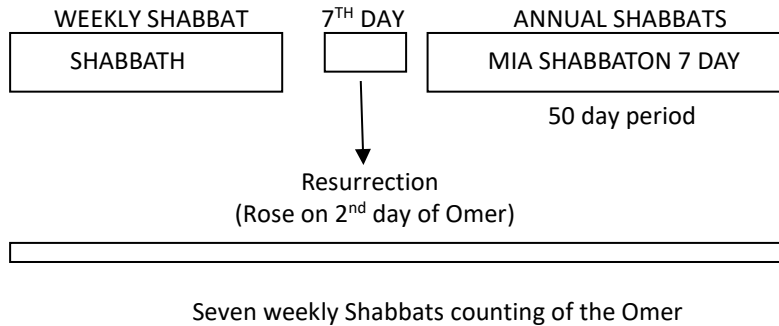 WEEKLY SHABBAT 7TH DAY ANNUAL SHABBATS
SHABBATH MIA SHABBATON 7 DAY
50 day period
Resurrection
(Rose on 2nd day of Omer)
Seven weekly Shabbats counting of the Omer